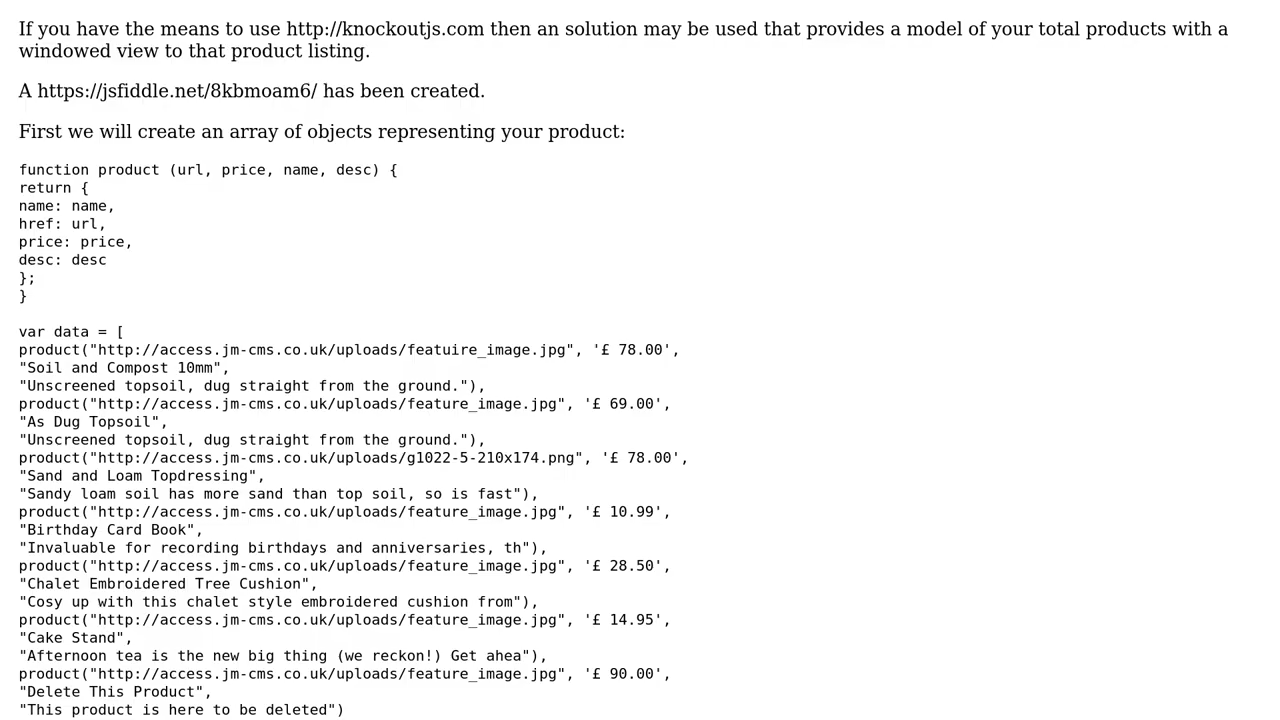 If you have the means to use http://knockoutjs.com then an solution may be used that provides a model of your total products with a
windowed view to that product listing.
A https://jsfiddle.net/8kbmoam6/ has been created.
First we will create an array of objects representing your product:
function product (url, price, name, desc) {
return {
name: name,
href: url,
price: price,
desc: desc
};
}
var data = [
product("http://access.jm-cms.co.uk/uploads/featuire_image.jpg", '£ 78.00',
"Soil and Compost 10mm",
"Unscreened topsoil, dug straight from the ground."),
product("http://access.jm-cms.co.uk/uploads/feature_image.jpg", '£ 69.00',
"As Dug Topsoil",
"Unscreened topsoil, dug straight from the ground."),
product("http://access.jm-cms.co.uk/uploads/g1022-5-210x174.png", '£ 78.00',
"Sand and Loam Topdressing",
"Sandy loam soil has more sand than top soil, so is fast"),
product("http://access.jm-cms.co.uk/uploads/feature_image.jpg", '£ 10.99',
"Birthday Card Book",
"Invaluable for recording birthdays and anniversaries, th"),
product("http://access.jm-cms.co.uk/uploads/feature_image.jpg", '£ 28.50',
"Chalet Embroidered Tree Cushion",
"Cosy up with this chalet style embroidered cushion from"),
product("http://access.jm-cms.co.uk/uploads/feature_image.jpg", '£ 14.95',
"Cake Stand",
"Afternoon tea is the new big thing (we reckon!) Get ahea"),
product("http://access.jm-cms.co.uk/uploads/feature_image.jpg", '£ 90.00',
"Delete This Product",
"This product is here to be deleted")